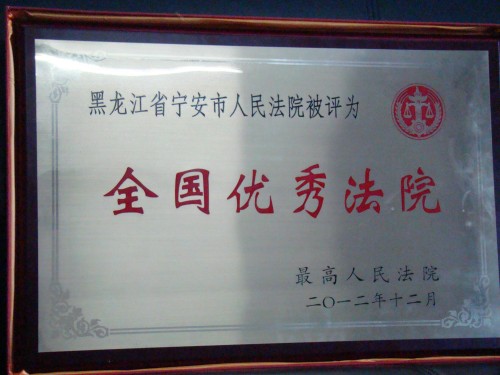 黑龙江省宁安市人民法院被评为
全国优秀法院
最高人民法院
二〇一二年十二月